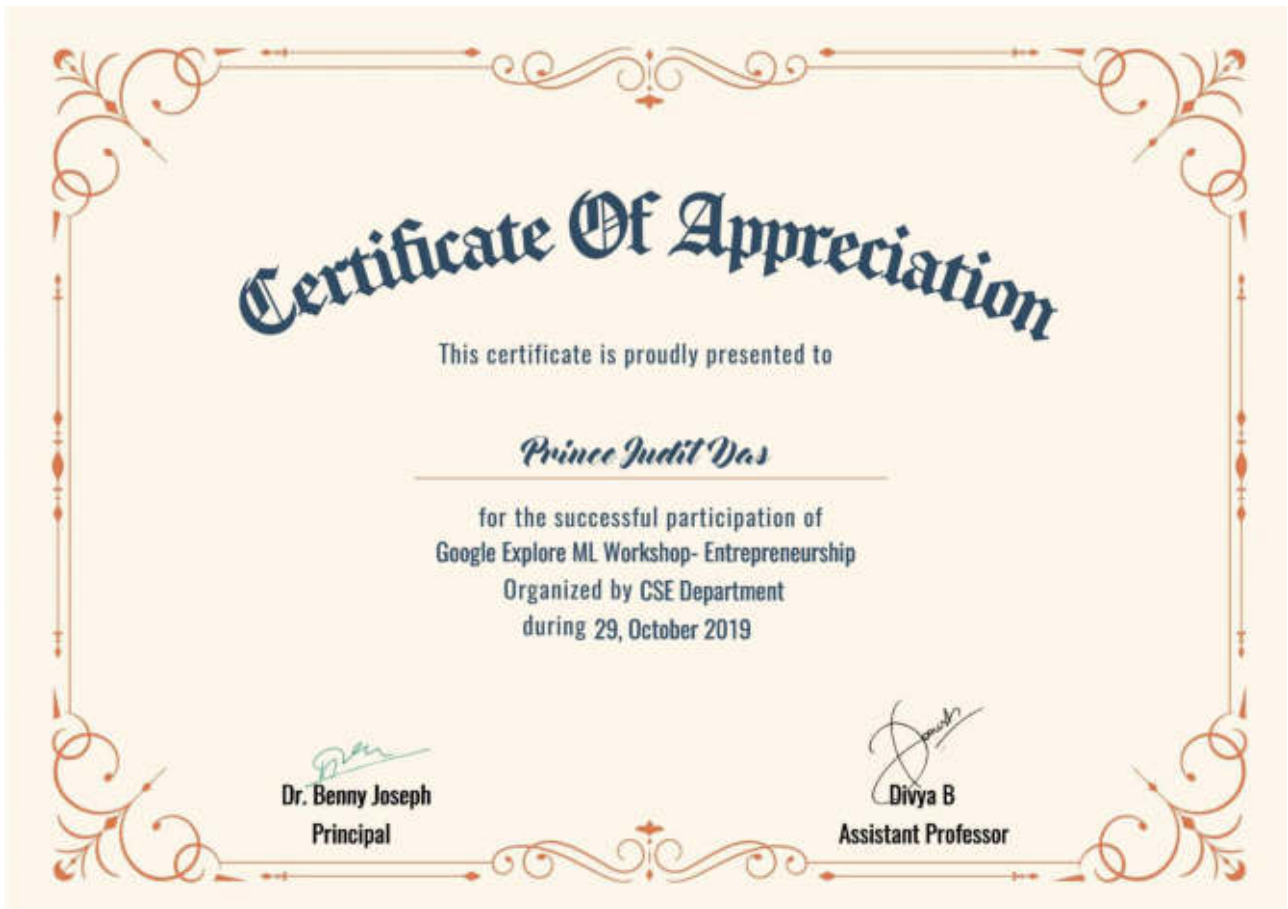 Certificate Of Appreciation
This certificate is proudly presented to
Prince Judit Das
for the successful participation of
Google Explore ML Workshop- Entrepreneurship
Organized by CSE Department
during 29, October 2019
Dr. Benny Joseph
Principal
Divya B
Assistant Professor